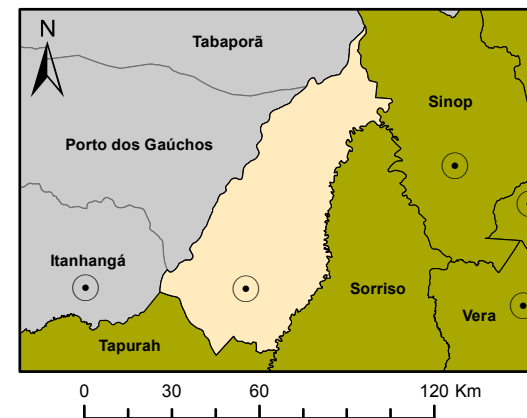 N
Tabaporã
Sinop
Porto dos Gaúchos
Itanhangá
Sorriso
Vera
Tapurah
0 30 60 120 Km